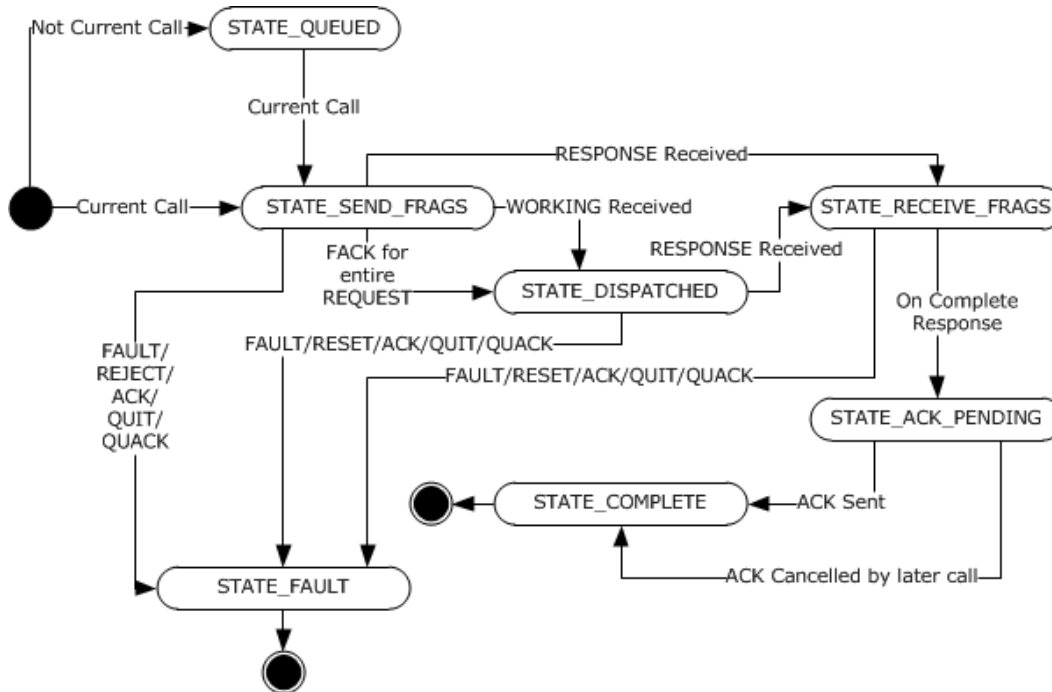 Not Current Call
STATE_QUEUED
Current Call
RESPONSE Received
Current Call
STATE_SEND_FRAGS
WORKING Received
STATE_RECEIVE_FRAGS
FACK for
entire
REQUEST
RESPONSE Received
STATE_DISPATCHED
On Complete
Response
FAULT/
REJECT/
ACK/
QUIT/
QUACK
FAULT/RESET/ACK/QUIT/QUACK
FAULT/RESET/ACK/QUIT/QUACK
STATE_ACK_PENDING
STATE_COMPLETE
ACK Sent
ACK Cancelled by later call
STATE_FAULT